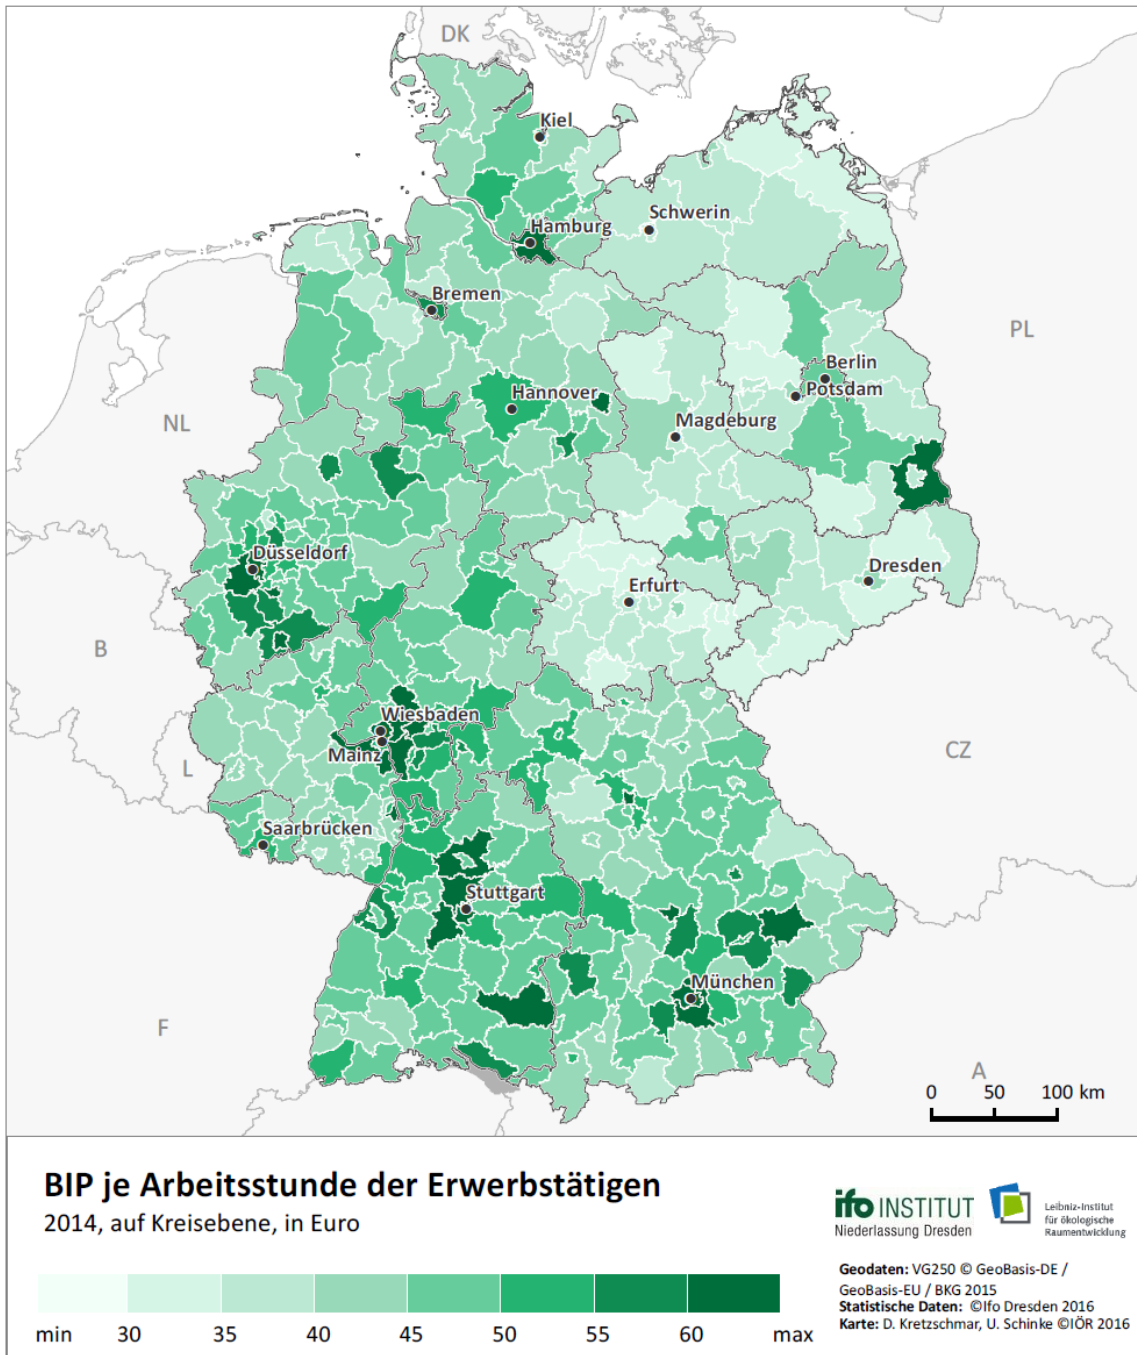 DK
Kiel
Schwerin
Hamburg
Bremen
PL
Berlin
Potsdam
Hannover
NL
Magdeburg
Düsseldorf
Dresden
Erfurt
B
Wiesbaden
CZ
Mainz
L
Saarbrücken
Stuttgart
München
F
A
0 50 100 km
BIP je Arbeitsstunde der Erwerbstätigen
2014, auf Kreisebene, in Euro
ifo INSTITUT
Niederlassung Dresden
Leibniz-Institut
für ökologische
Raumentwicklung
Geodaten: VG250 © GeoBasis-DE /
GeoBasis-EU / BKG 2015
Statistische Daten: ©Ifo Dresden 2016
Karte: D. Kretzschmar, U. Schinke ©IÖR 2016
min 30 35 40 45 50 55 60 max